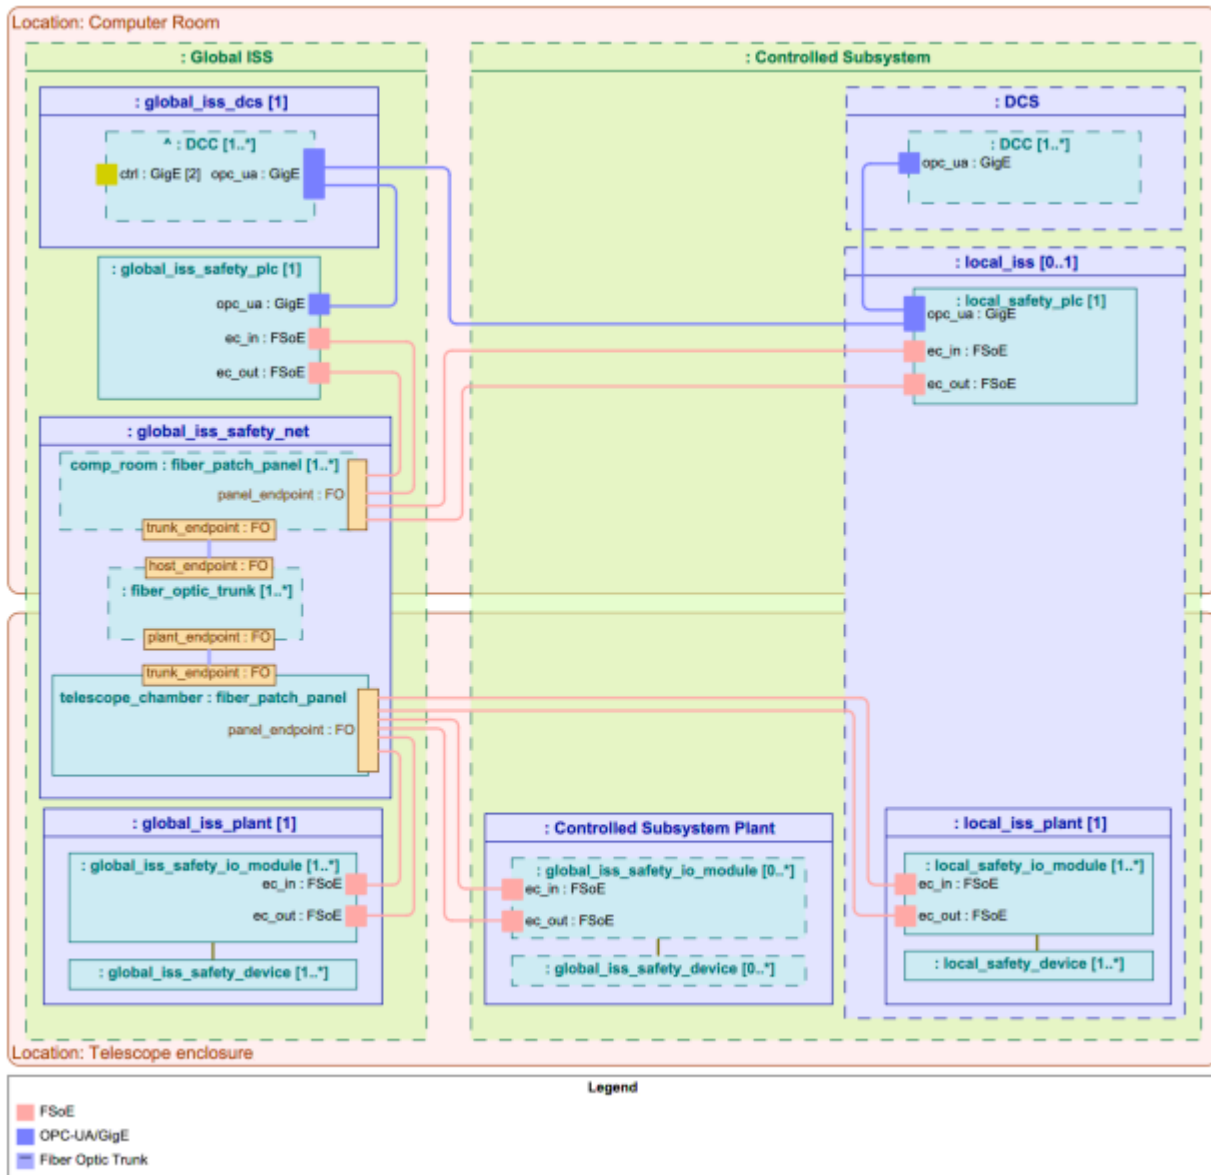 Location: Computer Room
: Global ISS
: Controlled Subsystem
: global_iss_dcs [1]
^ : DCC [1..*]
ctrl : GigE [2]
opc_ua : GigE
: DCS
: DCC [1..*]
opc_ua : GigE
: global_iss_safety_plc [1]
opc_ua : GigE
ec_in : FSoE
ec_out : FSoE
: local_iss [0..1]
: local_safety_plc [1]
opc_ua : GigE
ec_in : FSoE
ec_out : FSoE
: global_iss_safety_net
comp_room : fiber_patch_panel [1..*]
panel_endpoint : FO
trunk_endpoint : FO
host_endpoint : FO
: fiber_optic_trunk [1..*]
plant_endpoint : FO
trunk_endpoint : FO
telescope_chamber : fiber_patch_panel
panel_endpoint : FO
: global_iss_plant [1]
: global_iss_safety_io_module [1..*]
ec_in : FSoE
ec_out : FSoE
: global_iss_safety_device [1..*]
: Controlled Subsystem Plant
: global_iss_safety_io_module [0..*]
ec_in : FSoE
ec_out : FSoE
: global_iss_safety_device [0..*]
: local_iss_plant [1]
: local_safety_io_module [1..*]
ec_in : FSoE
ec_out : FSoE
: local_safety_device [1..*]
Location: Telescope enclosure
Legend
FSoE
OPC-UA/GigE
Fiber Optic Trunk